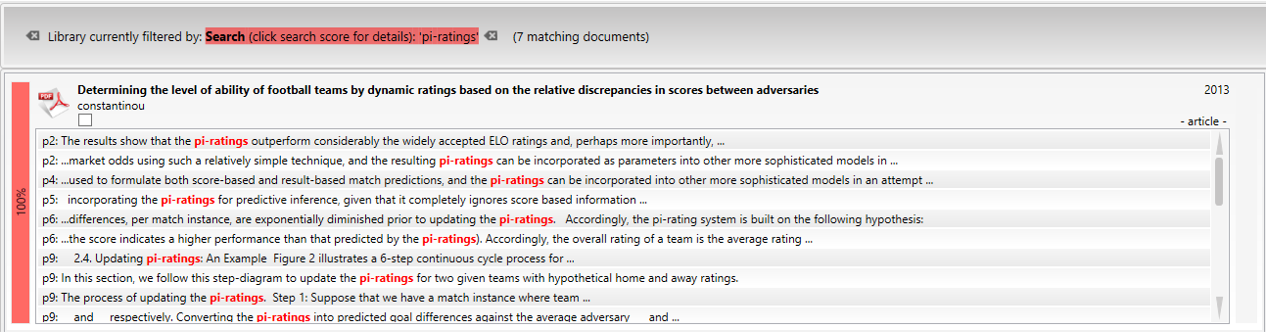 Library currently filtered by: Search (click search score for details): 'pi-ratings' (7 matching documents)
Determining the level of ability of football teams by dynamic ratings based on the relative discrepancies in scores between adversaries 2013
PDF
constantinou
- article -
100%
p2: The results show that the pi-ratings outperform considerably the widely accepted ELO ratings and, perhaps more importantly, ...
p2: ...market odds using such a relatively simple technique, and the resulting pi-ratings can be incorporated as parameters into other more sophisticated models in ...
p4: ...used to formulate both score-based and result-based match predictions, and the pi-ratings can be incorporated into other more sophisticated models in an attempt ...
p5: incorporating the pi-ratings for predictive inference, given that it completely ignores score based information ...
p6: ...differences, per match instance, are exponentially diminished prior to updating the pi-ratings. Accordingly, the pi-rating system is built on the following hypothesis:
p6: ...the score indicates a higher performance than that predicted by the pi-ratings). Accordingly, the overall rating of a team is the average rating ...
p9: 2.4. Updating pi-ratings: An Example Figure 2 illustrates a 6-step continuous cycle process for ...
p9: In this section, we follow this step-diagram to update the pi-ratings for two given teams with hypothetical home and away ratings.
p9: The process of updating the pi-ratings. Step 1: Suppose that we have a match instance where team ...
p9: and respectively. Converting the pi-ratings into predicted goal differences against the average adversary and ...